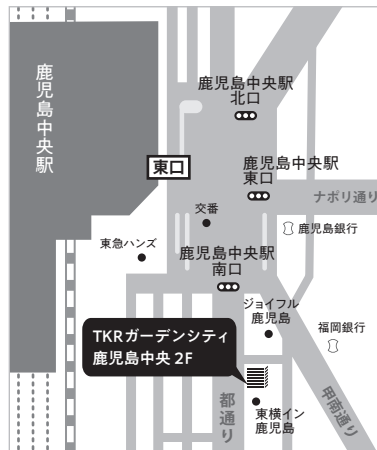 鹿児島中央駅
鹿児島中央駅
北口
東口
鹿児島中央駅
東口
ナポリ通り
交番
鹿児島銀行
東急ハンズ
鹿児島中央駅
南口
ジョイフル
鹿児島
福岡銀行
TKRガーデンシティ
鹿児島中央 2F
都通り
東横イン
鹿児島
甲南通り